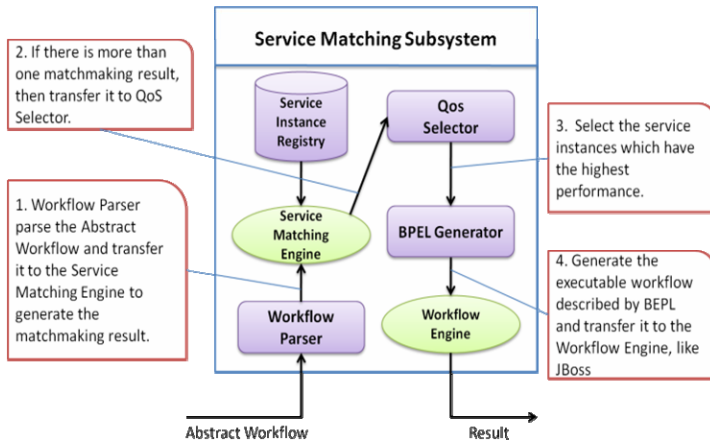 Service Matching Subsystem
2. If there is more than
one matchmaking result,
then transfer it to QoS
Selector.
Service
Instance
Registry
Qos
Selector
3. Select the service
instances which have
the highest
performance.
1. Workflow Parser
parse the Abstract
Workflow and transfer
it to the Service
Matching Engine to
generate the
matchmaking result.
Service
Matching
Engine
BPEL Generator
4. Generate the
executable workflow
described by BEPL
and transfer it to the
Workflow Engine, like
JBoss
Workflow
Parser
Workflow
Engine
Abstract Workflow
Result